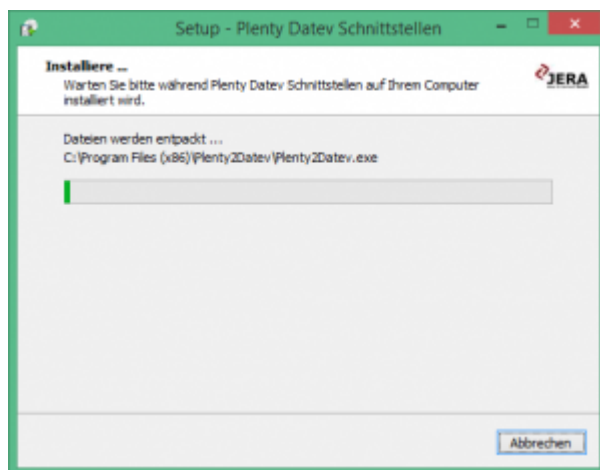 Setup - Plenty Datev Schnittstellen
Installiere ...
Warten Sie bitte während Plenty Datev Schnittstellen auf Ihrem Computer
installiert wird.
JERA
Dateien werden entpackt ...
C:\Program Files (x86)\Plenty2Datev\Plenty2Datev.exe
Abbrechen